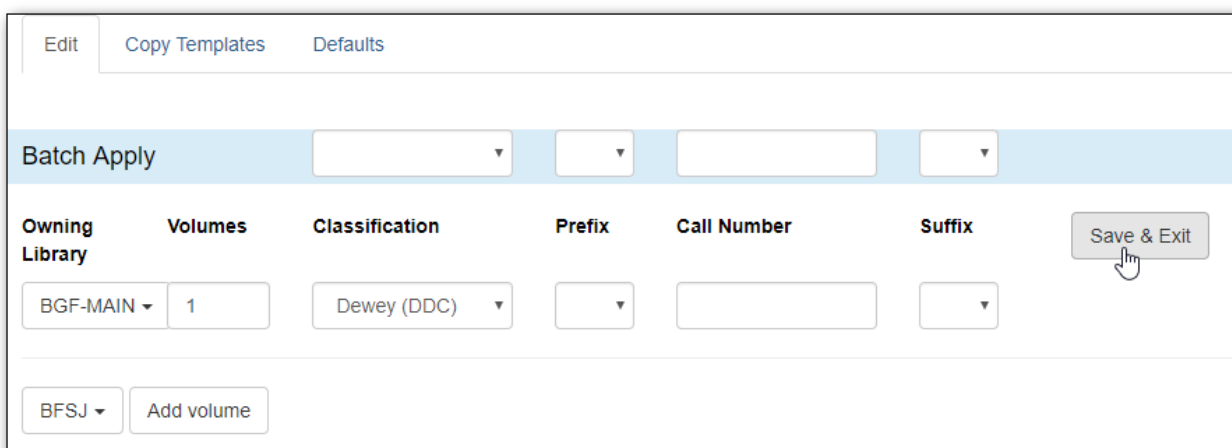 Edit Copy Templates Defaults
Batch Apply
Owning Library Volumes Classification Prefix Call Number Suffix Save & Exit
BGF-MAIN 1 Dewey (DDC)
BFSJ Add volume